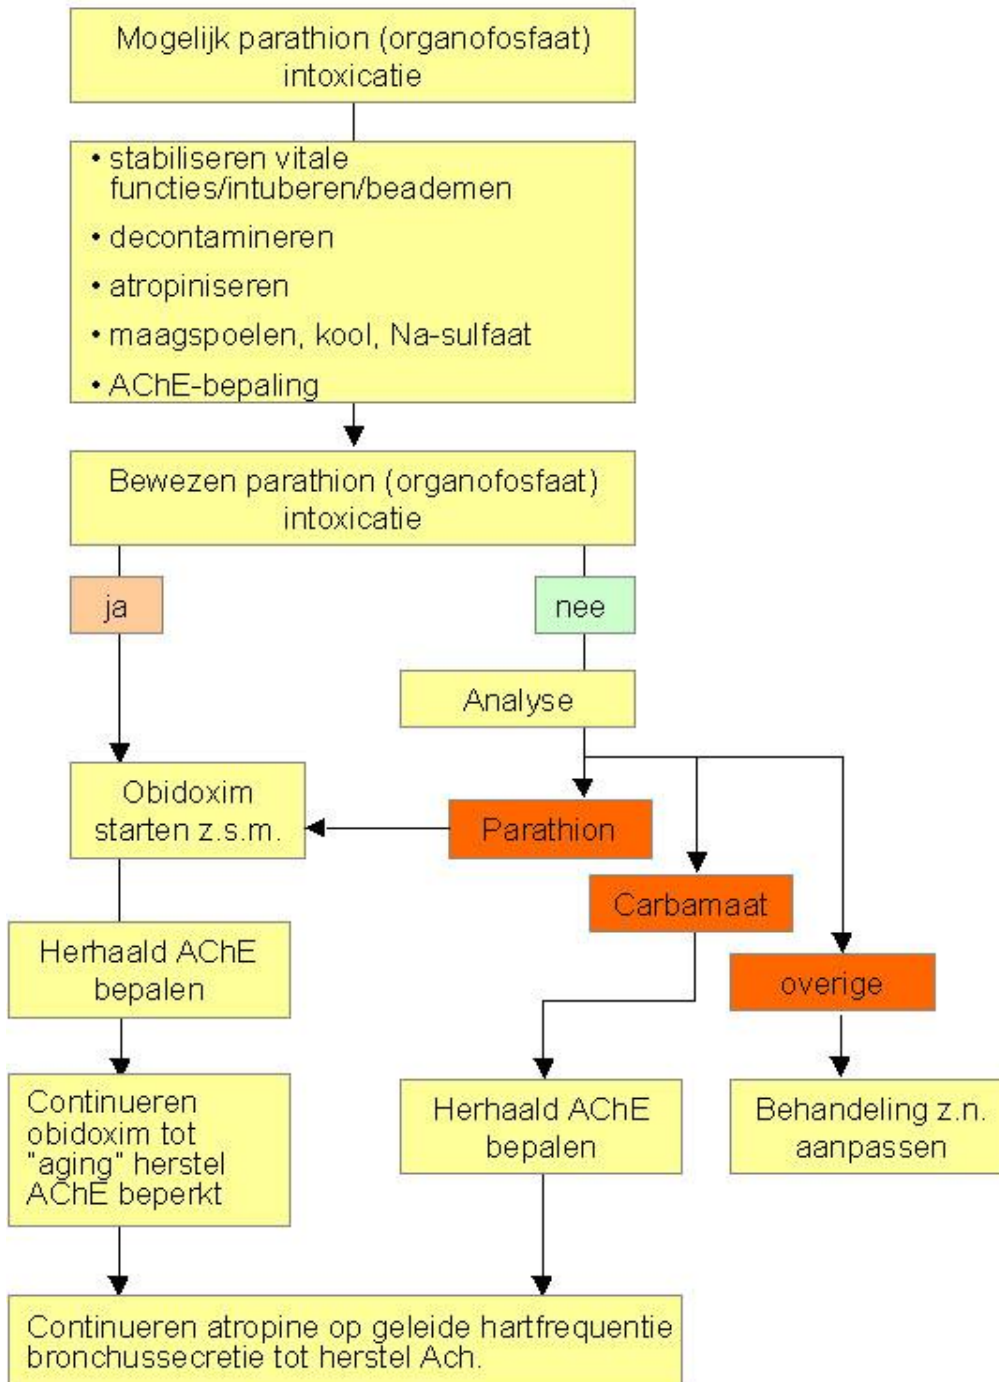 Mogelijk parathion (organofosfaat)
intoxicatie
• stabiliseren vitale
functies/intuberen/beademen
• decontamineren
• atropiniseren
• maagspoelen, kool, Na-sulfaat
• AChE-bepaling
Bewezen parathion (organofosfaat)
intoxicatie
ja
nee
Analyse
Obidoxim
starten z.s.m.
Parathion
Carbamaat
overige
Herhaald AChE
bepalen
Continueren
obidoxim tot
"aging" herstel
AChE beperkt
Herhaald AChE
bepalen
Behandeling z.n.
aanpassen
Continueren atropine op geleide hartfrequentie
bronchussecretie tot herstel Ach.